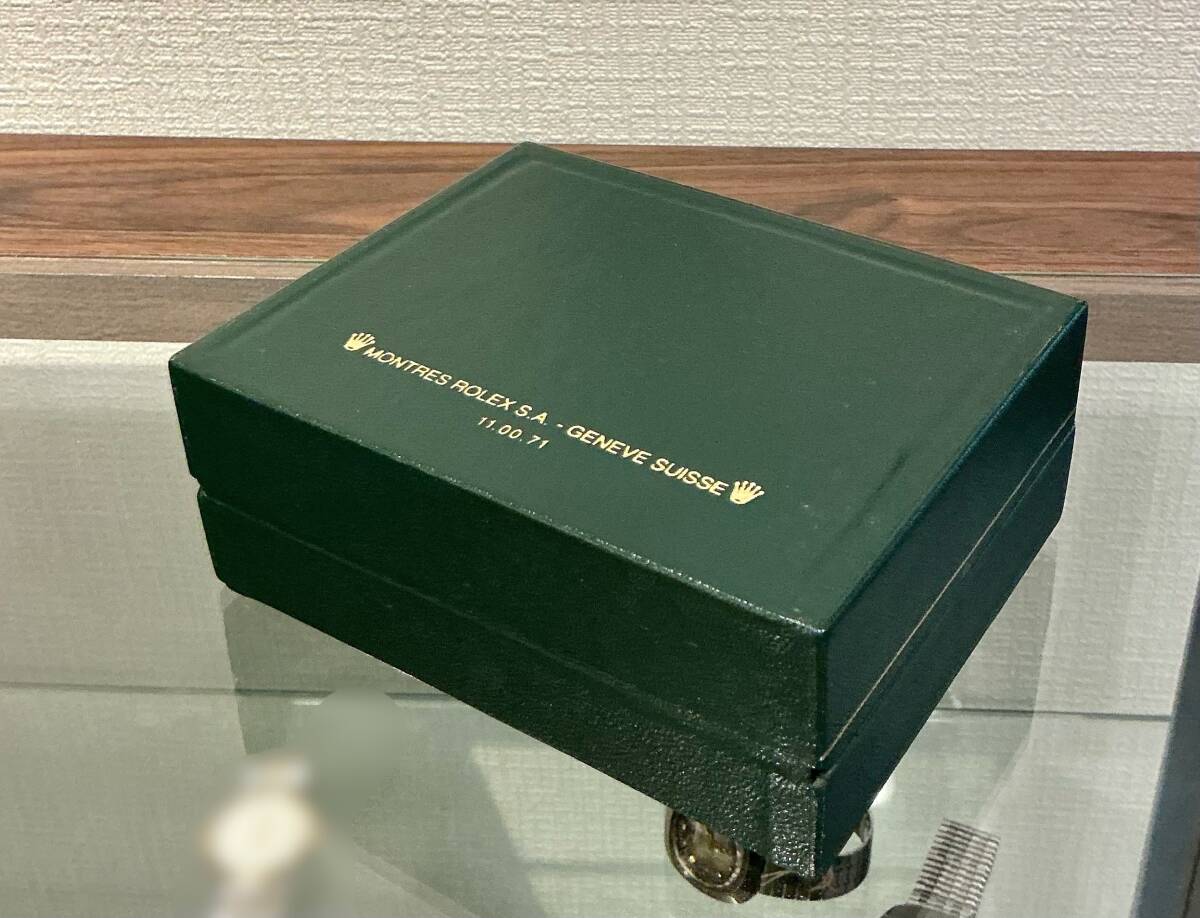 MONTRES ROLEX S.A. - GENEVE SUISSE
11.00.71